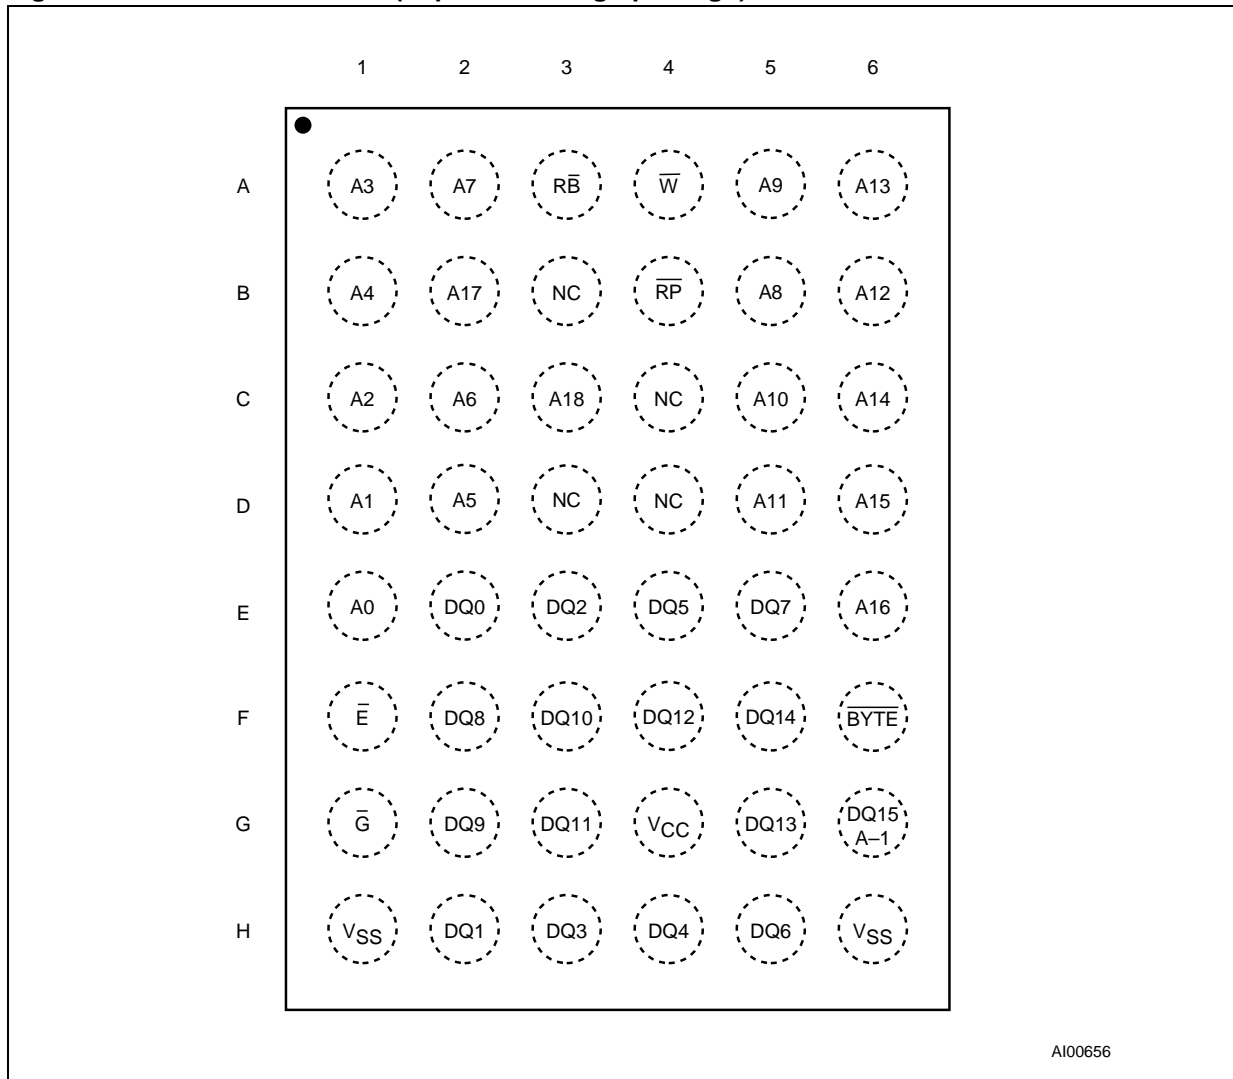 1 2 3 4 5 6
A A3 A7 RB̅ W̅ A9 A13
B A4 A17 NC R̅P̅ A8 A12
C A2 A6 A18 NC A10 A14
D A1 A5 NC NC A11 A15
E A0 DQ0 DQ2 DQ5 DQ7 A16
F E̅ DQ8 DQ10 DQ12 DQ14 B̅Y̅T̅E̅
G G̅ DQ9 DQ11 VCC DQ13 DQ15
A–1
H VSS DQ1 DQ3 DQ4 DQ6 VSS
AI00656